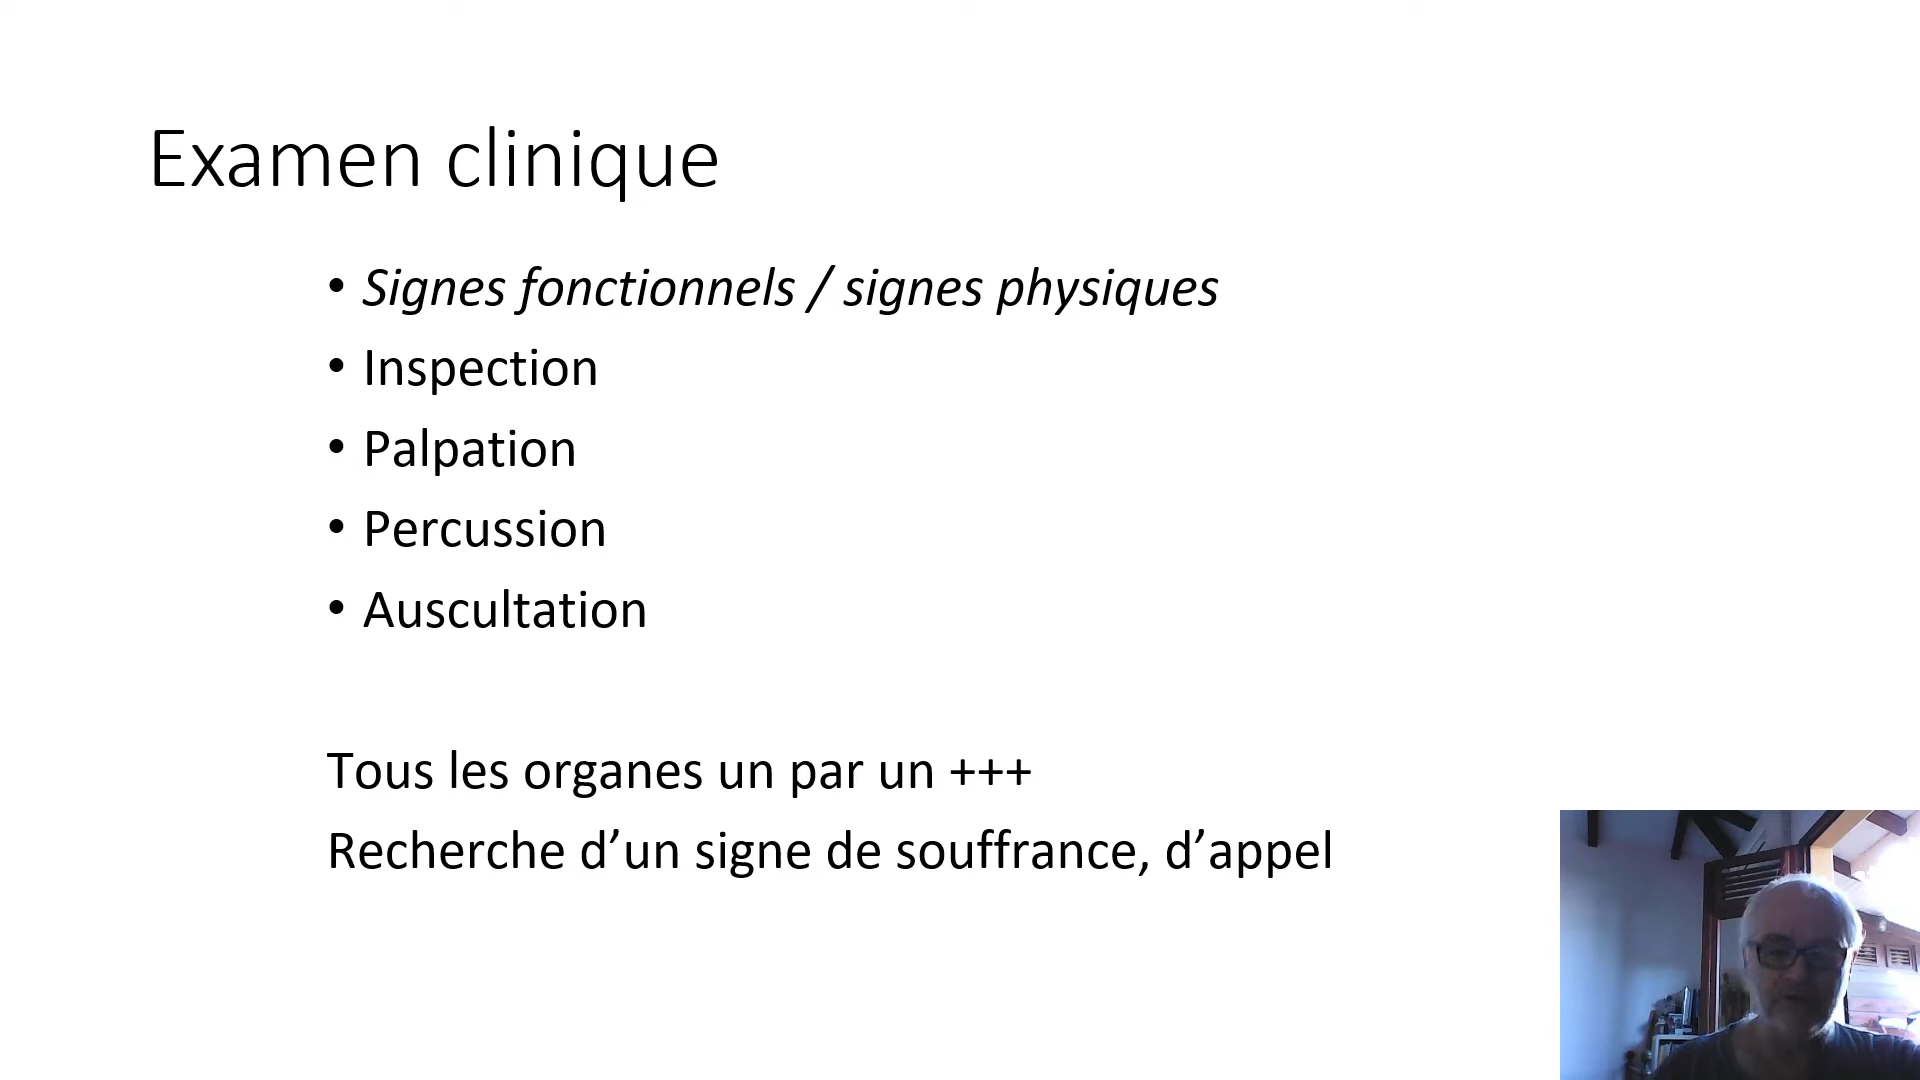 Examen clinique
• Signes fonctionnels / signes physiques
• Inspection
• Palpation
• Percussion
• Auscultation
Tous les organes un par un +++
Recherche d’un signe de souffrance, d’appel